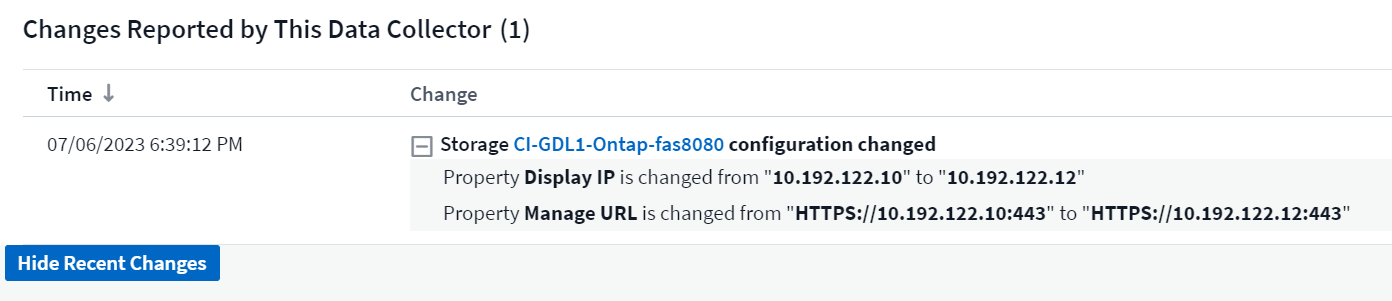 Changes Reported by This Data Collector (1)
Time ↓ Change
07/06/2023 6:39:12 PM Storage CI-GDL1-Ontap-fas8080 configuration changed
Property Display IP is changed from "10.192.122.10" to "10.192.122.12"
Property Manage URL is changed from "HTTPS://10.192.122.10:443" to "HTTPS://10.192.122.12:443"
Hide Recent Changes